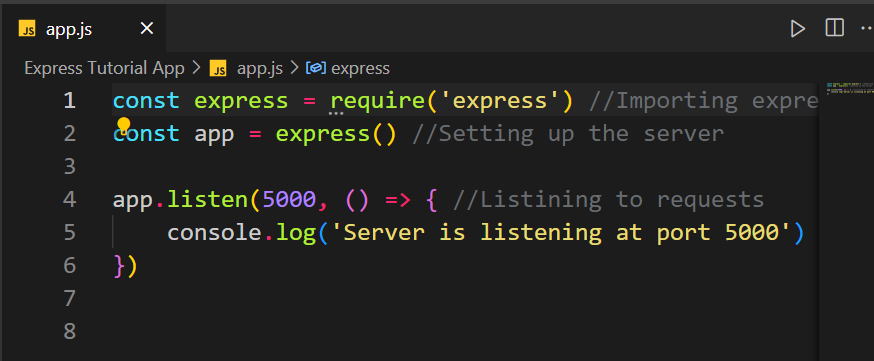 JS app.js ×
Express Tutorial App > JS app.js > express
1 const express = require('express') //Importing expre
2 const app = express() //Setting up the server
3
4 app.listen(5000, () => { //Listining to requests
5 console.log('Server is listening at port 5000')
6 })
7
8